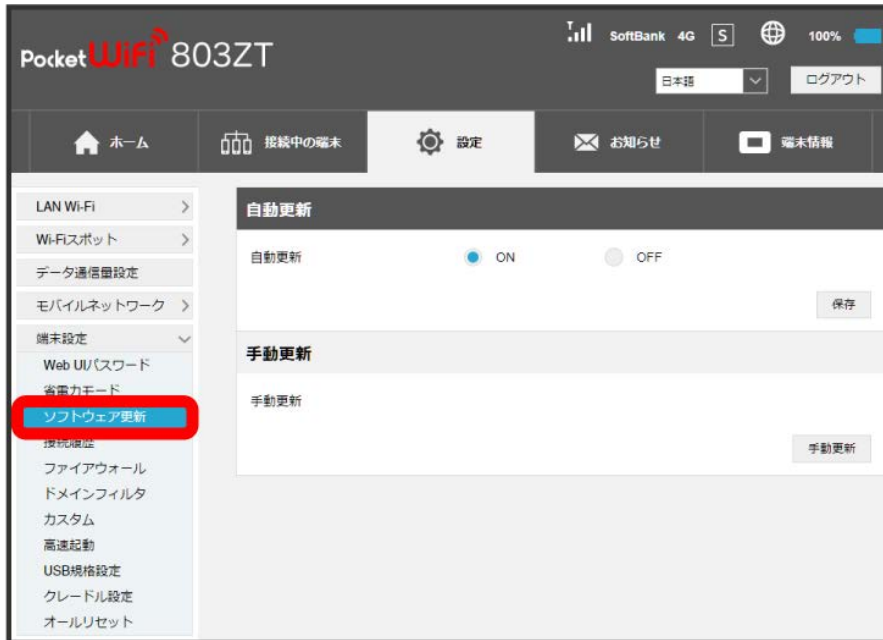 SoftBank 4G S 100%
Pocket WiFi 803ZT
日本語 ログアウト
ホーム 接続中の端末 設定 お知らせ 端末情報
LAN Wi-Fi
Wi-Fiスポット
データ通信量設定
モバイルネットワーク
端末設定
Web UIパスワード
省電力モード
ソフトウェア更新
接続履歴
ファイアウォール
ドメインフィルタ
カスタム
高速起動
USB規格設定
クレードル設定
オールリセット
自動更新
自動更新 ON OFF
保存
手動更新
手動更新
手動更新